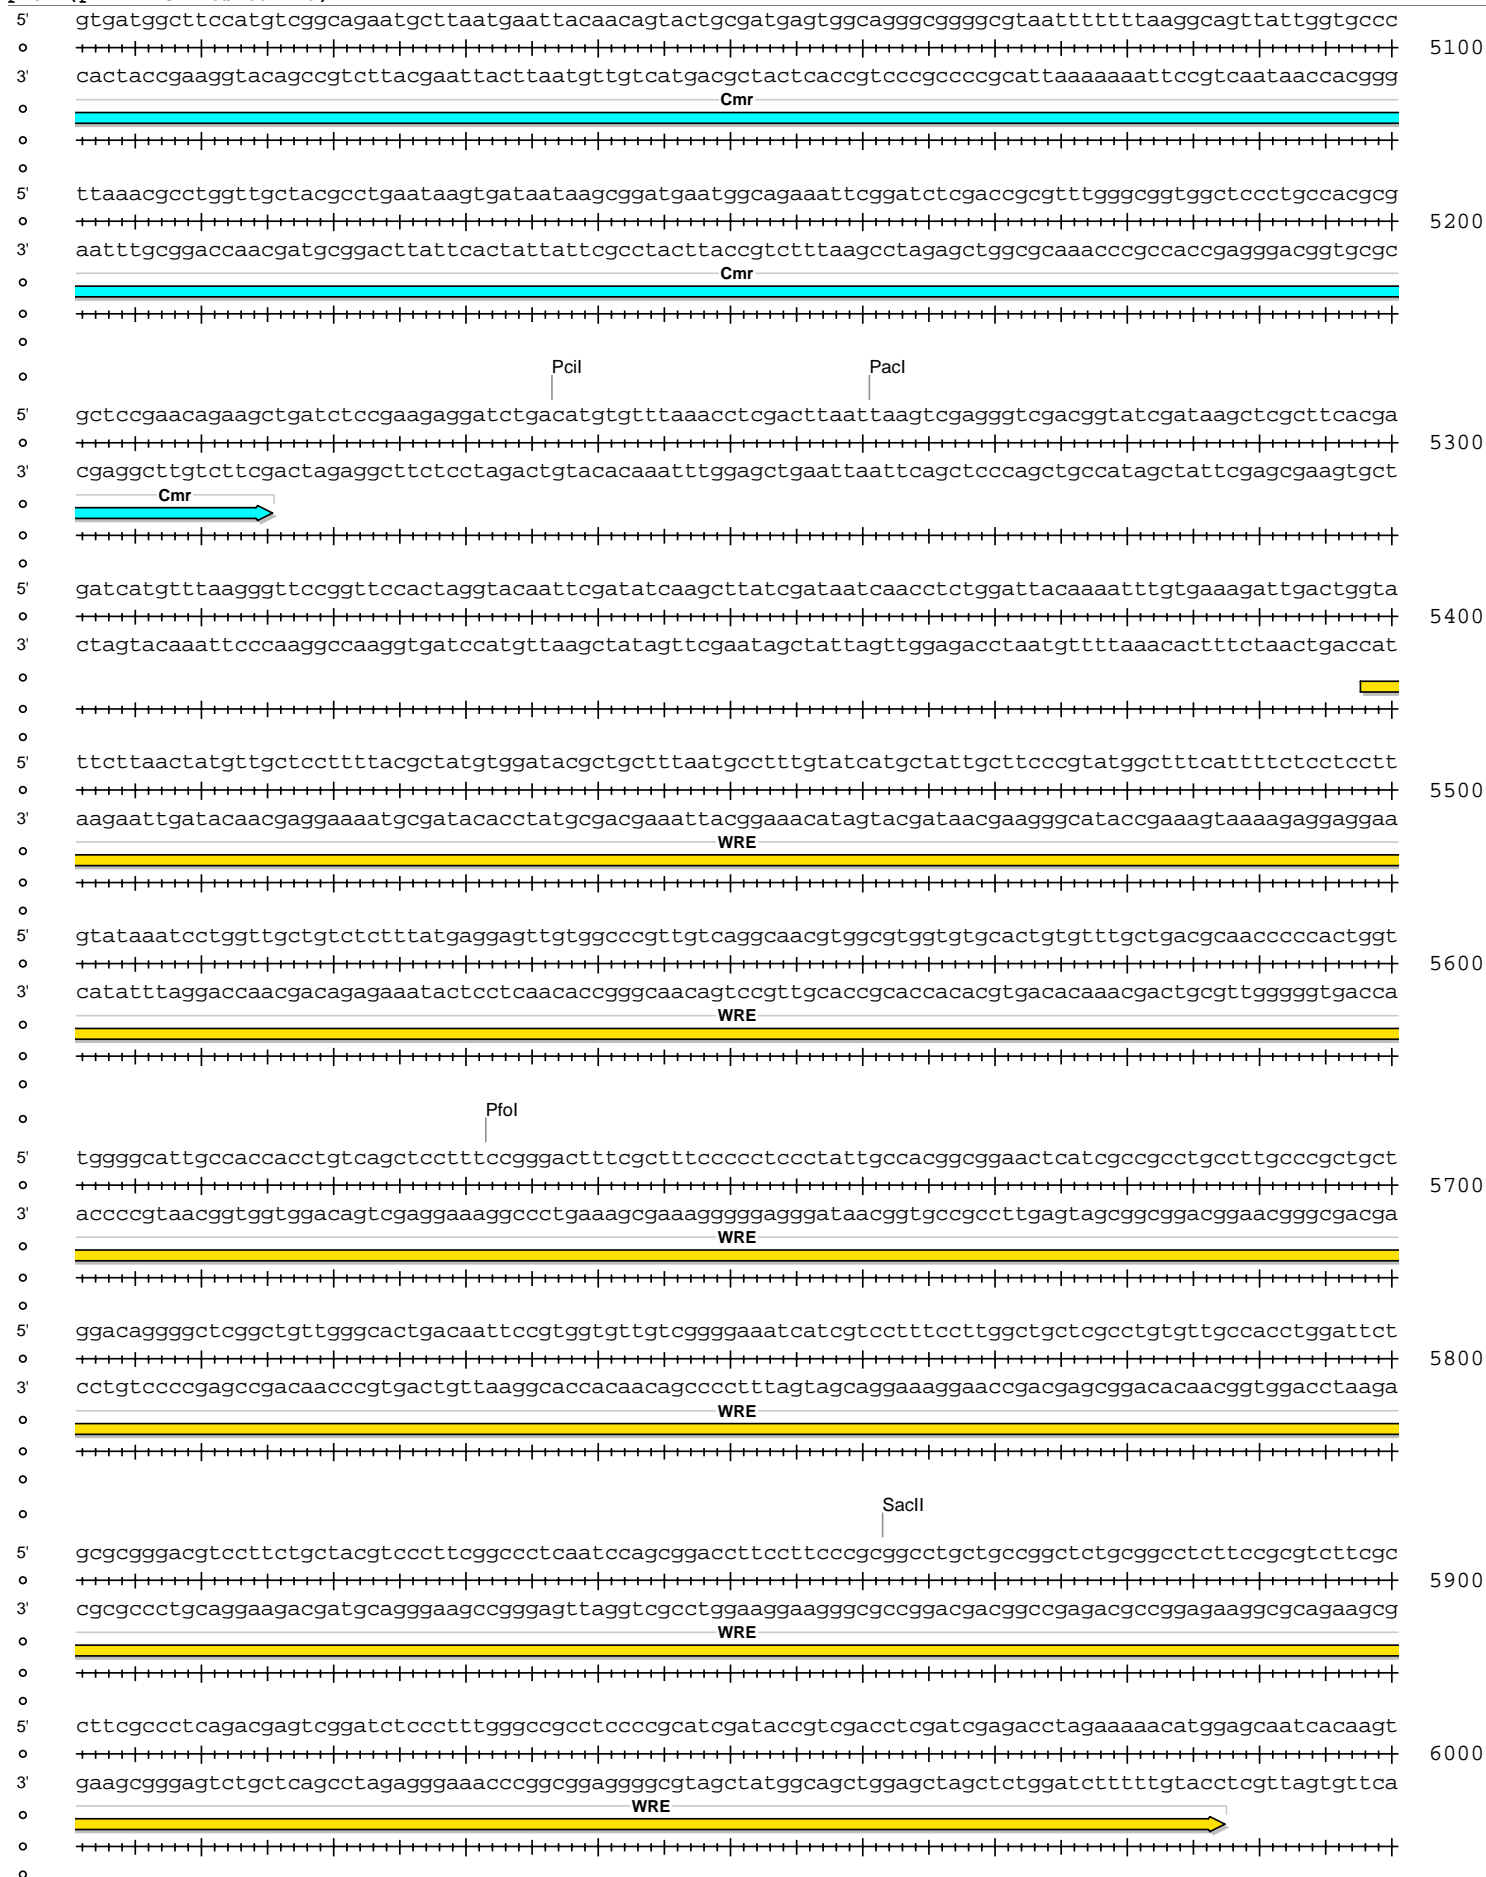 5' gtgatggcttccatgtcggcagaatgcttaatgaattacaacagtactgcgatgagtggcagggcggggcgtaatttttttaaggcagttattggtgccc
5100
3' cactaccgaaggtacagccgtcttacgaattacttaatgttgtcatgacgctactcaccgtcccgccccgcattaaaaaaattccgtcaataaccacggg
Cmr
5' ttaaacgcctggttgctacgcctgaataagtgataataagcggatgaatggcagaaattcggatctcgaccgcgtttgggcggtggctccctgccacgcg
5200
3' aatttgcggaccaacgatgcggacttattcactattattcgcctacttaccgtctttaagcctagagctggcgcaaacccgccaccgagggacggtgcgc
Cmr
PciI PacI
5' gctccgaacagaagctgatctccgaagaggatctgacatgtgtttaaacctcgacttaattaagtcgagggtcgacggtatcgataagctcgcttcacga
5300
3' cgaggcttgtcttcgactagaggcttctcctagactgtacacaaatttggagctgaattaattcagctcccagctgccatagctattcgagcgaagtgct
Cmr
5' gatcatgtttaagggttccggttccactaggtacaattcgatatcaagcttatcgataatcaacctctggattacaaaatttgtgaaagattgactggta
5400
3' ctagtacaaattcccaaggccaaggtgatccatgttaagctatagttcgaatagctattagttggagacctaatgttttaaacactttctaactgaccat
5' ttcttaactatgttgctccttttacgctatgtggatacgctgctttaatgcctttgtatcatgctattgcttcccgtatggctttcattttctcctcctt
5500
3' aagaattgatacaacgaggaaaatgcgatacacctatgcgacgaaattacggaaacatagtacgataacgaagggcataccgaaagtaaaagaggaggaa
WRE
5' gtataaatcctggttgctgtctctttatgaggagttgtggcccgttgtcaggcaacgtggcgtggtgtgcactgtgtttgctgacgcaacccccactggt
5600
3' catatttaggaccaacgacagagaaatactcctcaacaccgggcaacagtccgttgcaccgcaccacacgtgacacaaacgactgcgttgggggtgacca
WRE
PfoI
5' tggggcattgccaccacctgtcagctcctttccgggactttcgctttccccctccctattgccacggcggaactcatcgccgcctgccttgcccgctgct
5700
3' accccgtaacggtggtggacagtcgaggaaaggccctgaaagcgaaagggggagggataacggtgccgccttgagtagcggcggacggaacgggcgacga
WRE
5' ggacaggggctcggctgttgggcactgacaattccgtggtgttgtcggggaaatcatcgtcctttccttggctgctcgcctgtgttgccacctggattct
5800
3' cctgtccccgagccgacaacccgtgactgttaaggcaccacaacagcccctttagtagcaggaaaggaaccgacgagcggacacaacggtggacctaaga
WRE
SacII
5' gcgcgggacgtccttctgctacgtcccttcggccctcaatccagcggaccttccttcccgcggcctgctgccggctctgcggcctcttccgcgtcttcgc
5900
3' cgcgccctgcaggaagacgatgcagggaagccgggagttaggtcgcctggaaggaagggcgccggacgacggccgagacgccggagaaggcgcagaagcg
WRE
5' cttcgccctcagacgagtcggatctccctttgggccgcctccccgcatcgataccgtcgacctcgatcgagacctagaaaaacatggagcaatcacaagt
6000
3' gaagcgggagtctgctcagcctagagggaaacccggcggaggggcgtagctatggcagctggagctagctctggatctttttgtacctcgttagtgttca
WRE